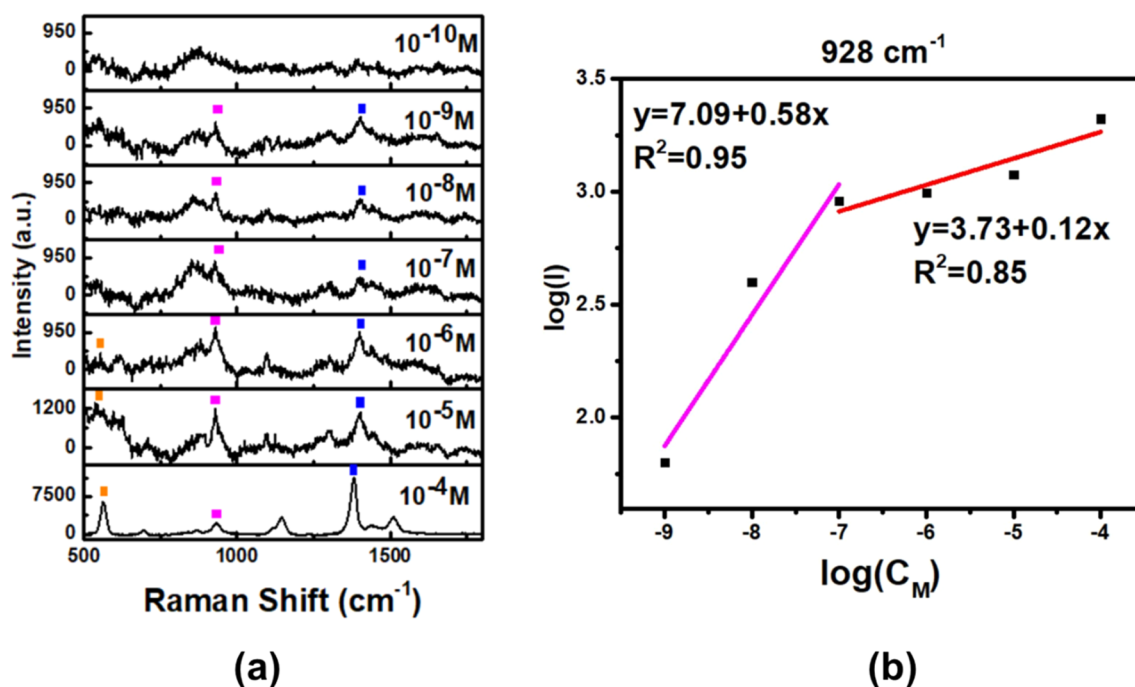 950
0
10⁻¹⁰M
950
0
10⁻⁹M
950
0
10⁻⁸M
950
0
10⁻⁷M
950
0
10⁻⁶M
1200
0
10⁻⁵M
7500
0
10⁻⁴M
Intensity (a.u.)
500 1000 1500
Raman Shift (cm⁻¹)
(a)
928 cm⁻¹
3.5
3.0
2.5
2.0
log(I)
y=7.09+0.58x
R²=0.95
y=3.73+0.12x
R²=0.85
-9 -8 -7 -6 -5 -4
log(C_M)
(b)